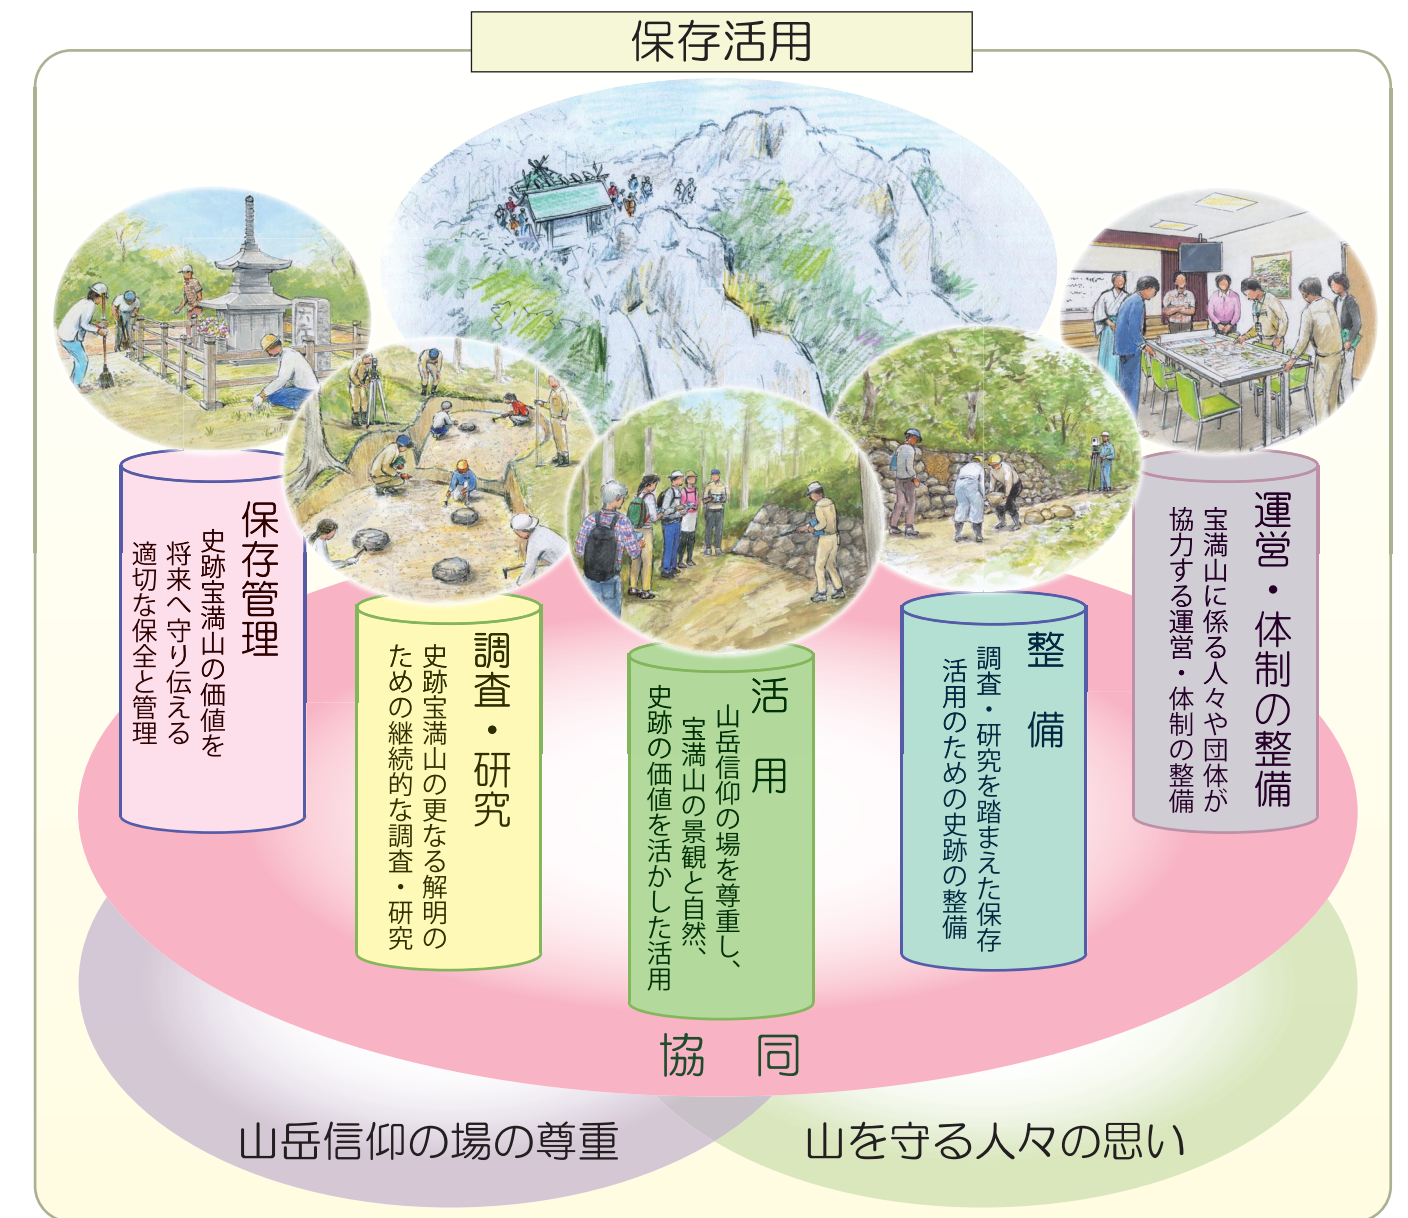 保存活用
保存管理
史跡宝満山の価値を
将来へ守り伝える
適切な保全と管理
調査・研究
史跡宝満山の更なる解明の
ための継続的な調査・研究
活用
山岳信仰の場を尊重し、
宝満山の景観と自然、
史跡の価値を活かした活用
整備
調査・研究を踏まえた保存
活用のための史跡の整備
運営・体制の整備
宝満山に係る人々や団体が
協力する運営・体制の整備
協同
山岳信仰の場の尊重
山を守る人々の思い